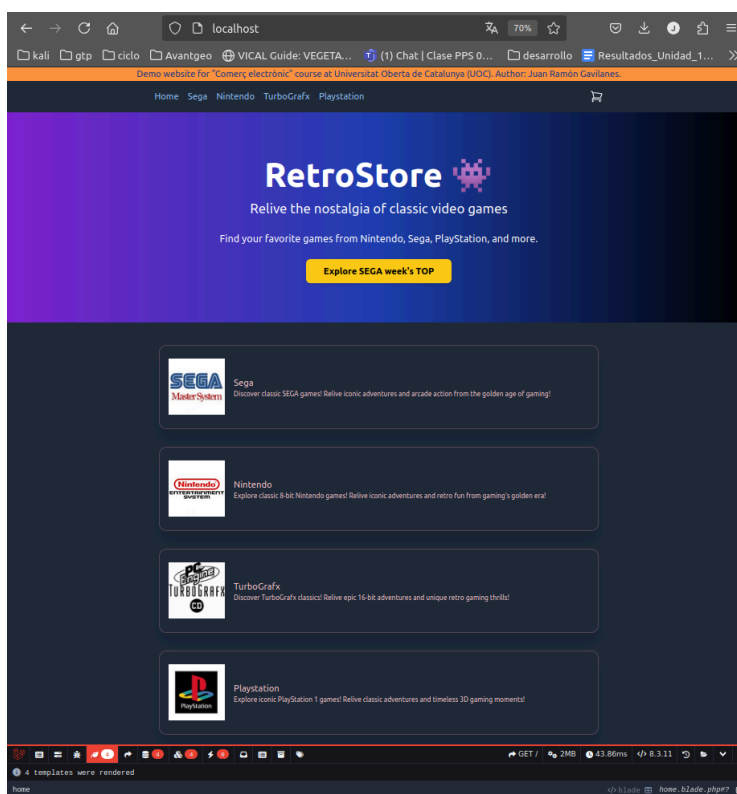 localhost
70%
J
kali
gtp
ciclo
Avantgeo
VICAL Guide: VEGETA...
(1) Chat | Clase PPS 0...
desarrollo
Resultados_Unidad_1...
Demo website for "Comerç electrònic" course at Universitat Oberta de Catalunya (UOC). Author: Juan Ramón Gavilanes.
Home Sega Nintendo TurboGrafx Playstation
RetroStore
Relive the nostalgia of classic video games
Find your favorite games from Nintendo, Sega, PlayStation, and more.
Explore SEGA week's TOP
SEGA
Master System
Sega
Discover classic SEGA games! Relive iconic adventures and arcade action from the golden age of gaming!
Nintendo
ENTERTAINMENT
SYSTEM
Nintendo
Explore classic 8-bit Nintendo games! Relive iconic adventures and retro fun from gaming's golden era!
PC
Engine
TURBOGRAFX
CD
TurboGrafx
Discover TurboGrafx classics! Relive epic 16-bit adventures and unique retro gaming thrills!
PlayStation
Playstation
Explore iconic PlayStation 1 games! Relive classic adventures and timeless 3D gaming moments!
GET / 2MB 43.86ms 8.3.11
4 templates were rendered
home
blade home.blade.php#?